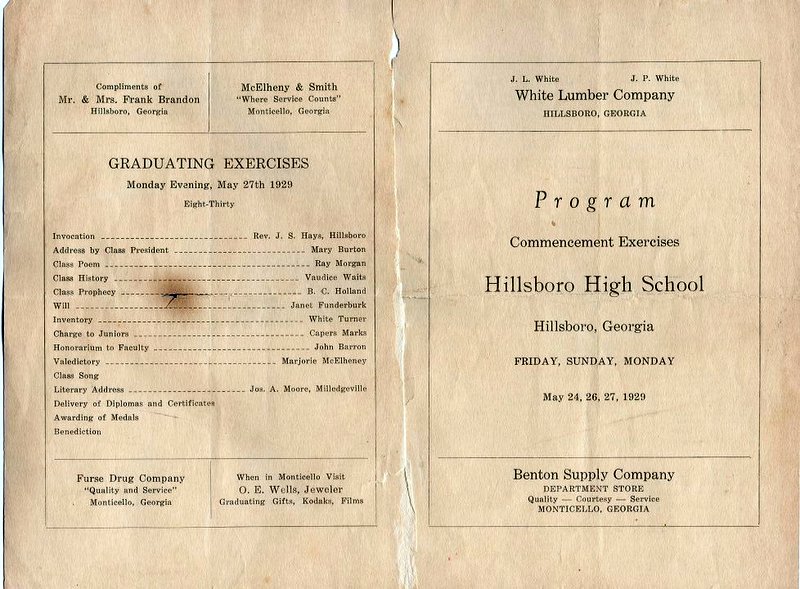 Compliments of
Mr. & Mrs. Frank Brandon
Hillsboro, Georgia
McElheny & Smith
"Where Service Counts"
Monticello, Georgia
GRADUATING EXERCISES
Monday Evening, May 27th 1929
Eight-Thirty
Invocation Rev. J. S. Hays, Hillsboro
Address by Class President Mary Burton
Class Poem Ray Morgan
Class History Vaudice Waits
Class Prophecy B. C. Holland
Will Janet Funderburk
Inventory White Turner
Charge to Juniors Capers Marks
Honorarium to Faculty John Barron
Valedictory Marjorie McElheney
Class Song
Literary Address Jos. A. Moore, Milledgeville
Delivery of Diplomas and Certificates
Awarding of Medals
Benediction
Furse Drug Company
"Quality and Service"
Monticello, Georgia
When in Monticello Visit
O. E. Wells, Jeweler
Graduating Gifts, Kodaks, Films
J. L. White J. P. White
White Lumber Company
HILLSBORO, GEORGIA
Program
Commencement Exercises
Hillsboro High School
Hillsboro, Georgia
FRIDAY, SUNDAY, MONDAY
May 24, 26, 27, 1929
Benton Supply Company
DEPARTMENT STORE
Quality — Courtesy — Service
MONTICELLO, GEORGIA